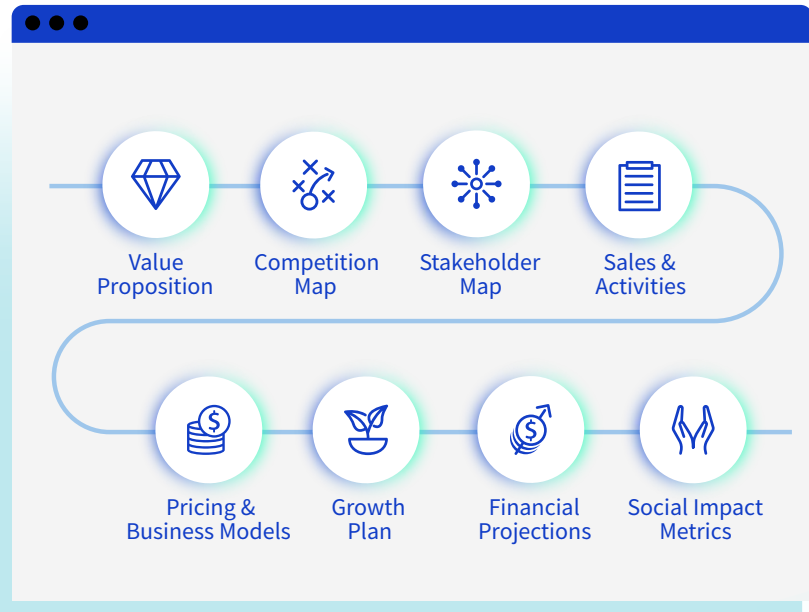 Value
Proposition
Competition
Map
Stakeholder
Map
Sales &
Activities
Pricing &
Business Models
Growth
Plan
Financial
Projections
Social Impact
Metrics